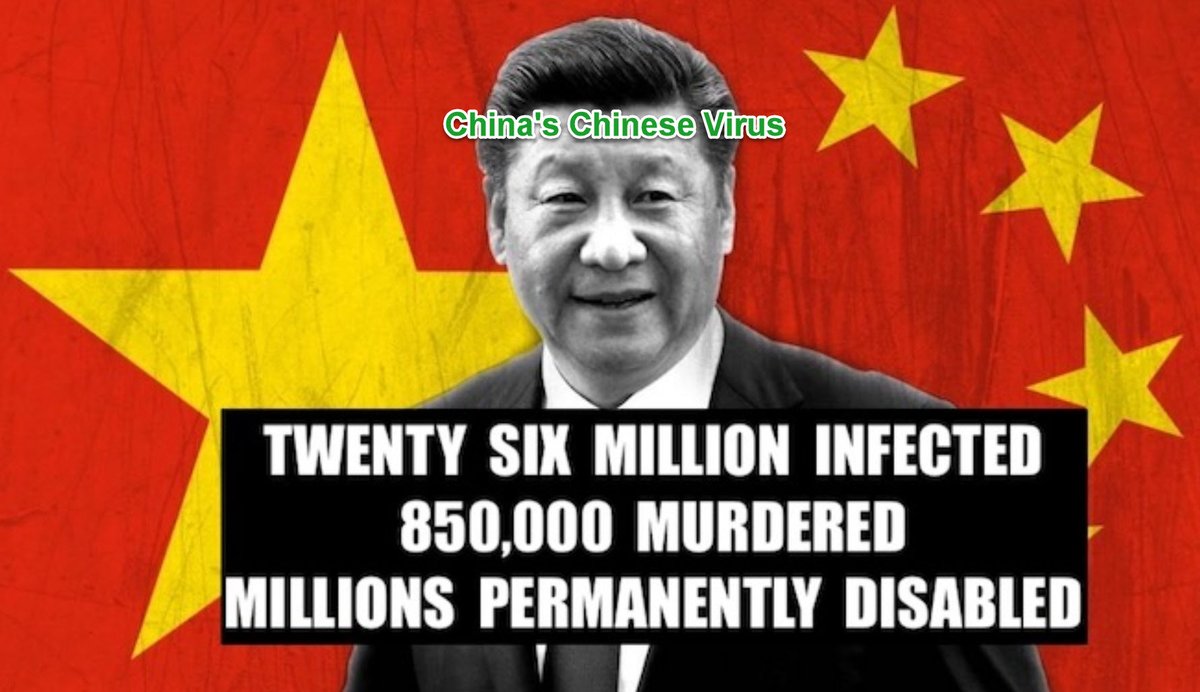 China's Chinese Virus
TWENTY SIX MILLION INFECTED
850,000 MURDERED
MILLIONS PERMANENTLY DISABLED